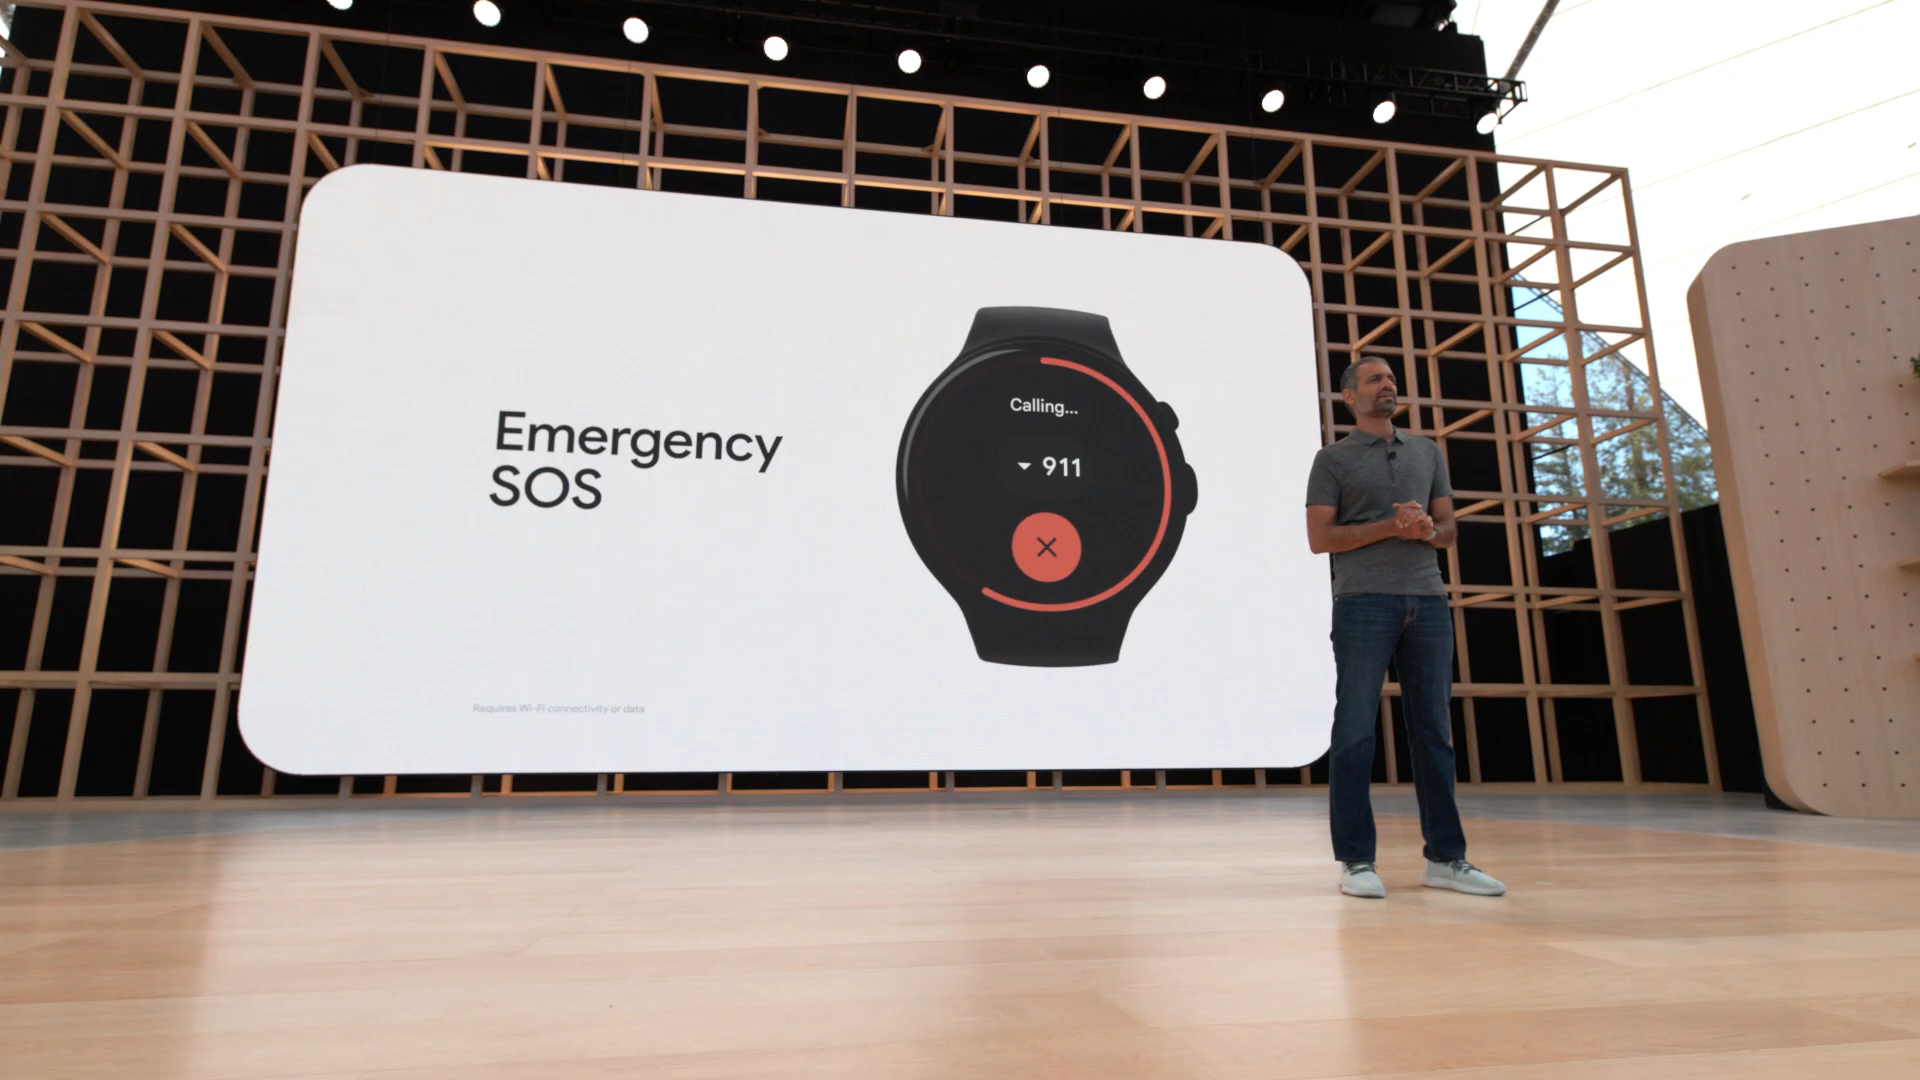 Emergency
SOS
Calling...
911
Requires Wi-Fi connectivity or data